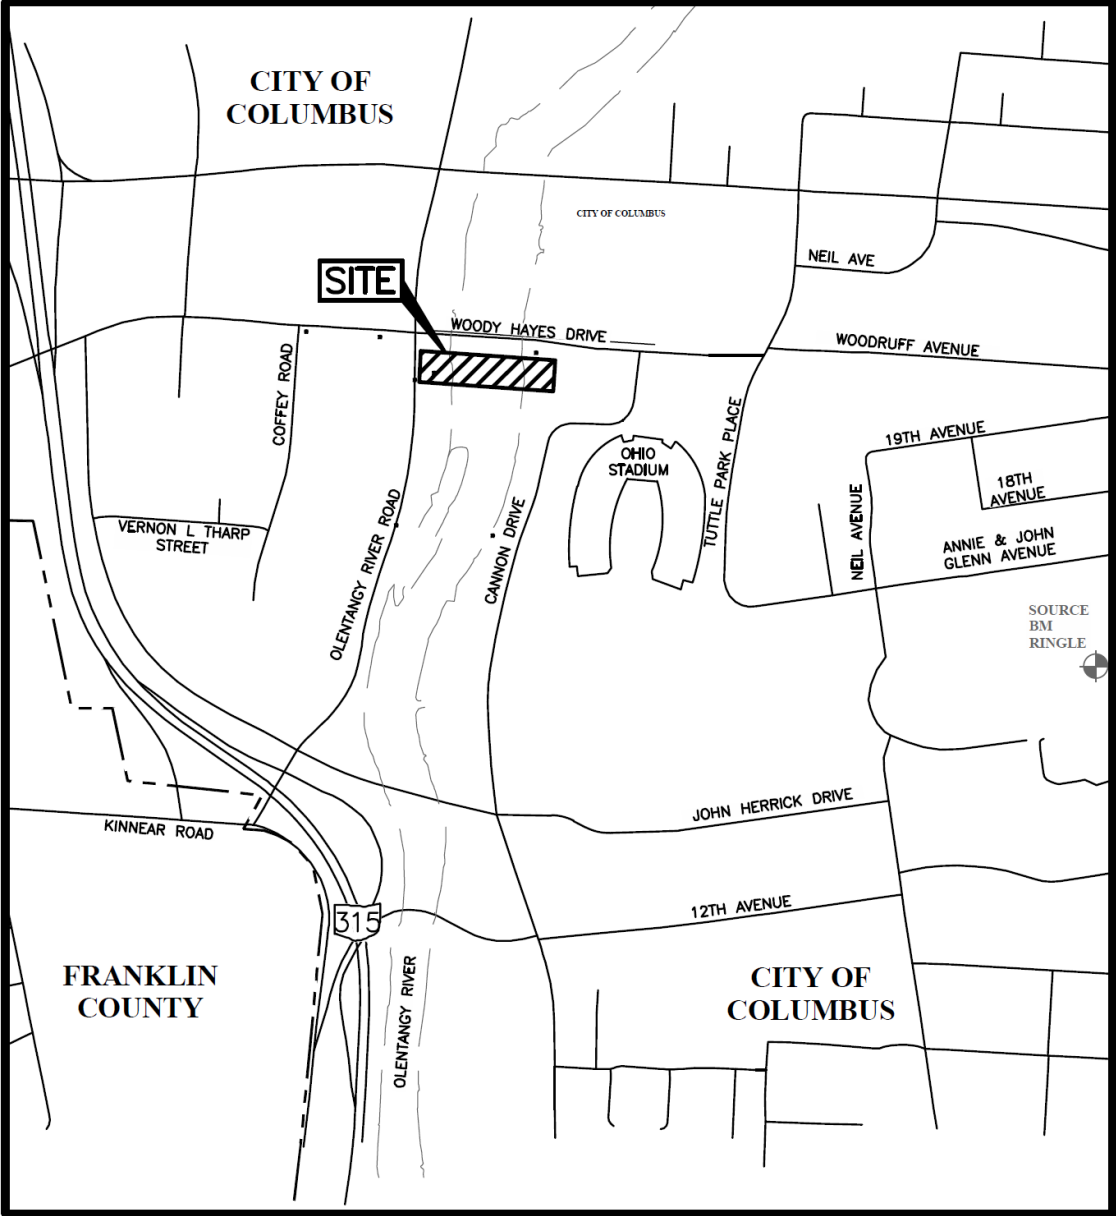 CITY OF
COLUMBUS
CITY OF COLUMBUS
NEIL AVE
SITE
WOODY HAYES DRIVE
WOODRUFF AVENUE
COFFEY ROAD
TUTTLE PARK PLACE
19TH AVENUE
OHIO
STADIUM
18TH
AVENUE
NEIL AVENUE
VERNON L THARP
STREET
OLENTANGY RIVER ROAD
CANNON DRIVE
ANNIE & JOHN
GLENN AVENUE
SOURCE
BM
RINGLE
JOHN HERRICK DRIVE
KINNEAR ROAD
12TH AVENUE
315
OLENTANGY RIVER
FRANKLIN
COUNTY
CITY OF
COLUMBUS